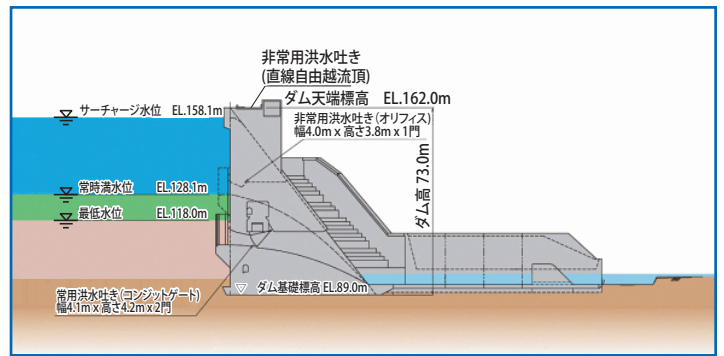 非常用洪水吐き
(直線自由越流頂)
ダム天端標高 EL.162.0m
サーチャージ水位 EL.158.1m
非常用洪水吐き(オリフィス)
幅4.0m x 高さ3.8m x 1門
常時満水位 EL.128.1m
最低水位 EL.118.0m
ダム高 73.0m
常用洪水吐き(コンジットゲート)
幅4.1m x 高さ4.2m x 2門
ダム基礎標高 EL.89.0m